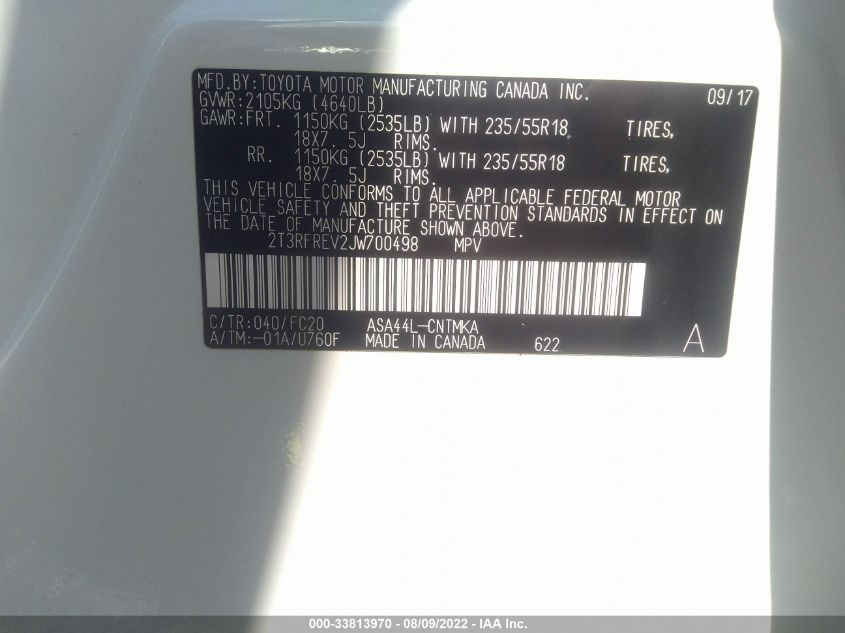 MFD.BY:TOYOTA MOTOR MANUFACTURING CANADA INC. 09/17
GVWR:2105KG (4640LB)
GAWR:FRT. 1150KG (2535LB) WITH 235/55R18 TIRES,
18X7. 5J RIMS.
RR. 1150KG (2535LB) WITH 235/55R18 TIRES,
18X7. 5J RIMS.
THIS VEHICLE CONFORMS TO ALL APPLICABLE FEDERAL MOTOR
VEHICLE SAFETY AND THEFT PREVENTION STANDARDS IN EFFECT ON
THE DATE OF MANUFACTURE SHOWN ABOVE.
2T3RFREV2JW700498 MPV
C/TR:040/FC20 ASA44L-CNTMKA
A/TM:-01A/U760F MADE IN CANADA 622 A
000-33813970 - 08/09/2022 - IAA Inc.